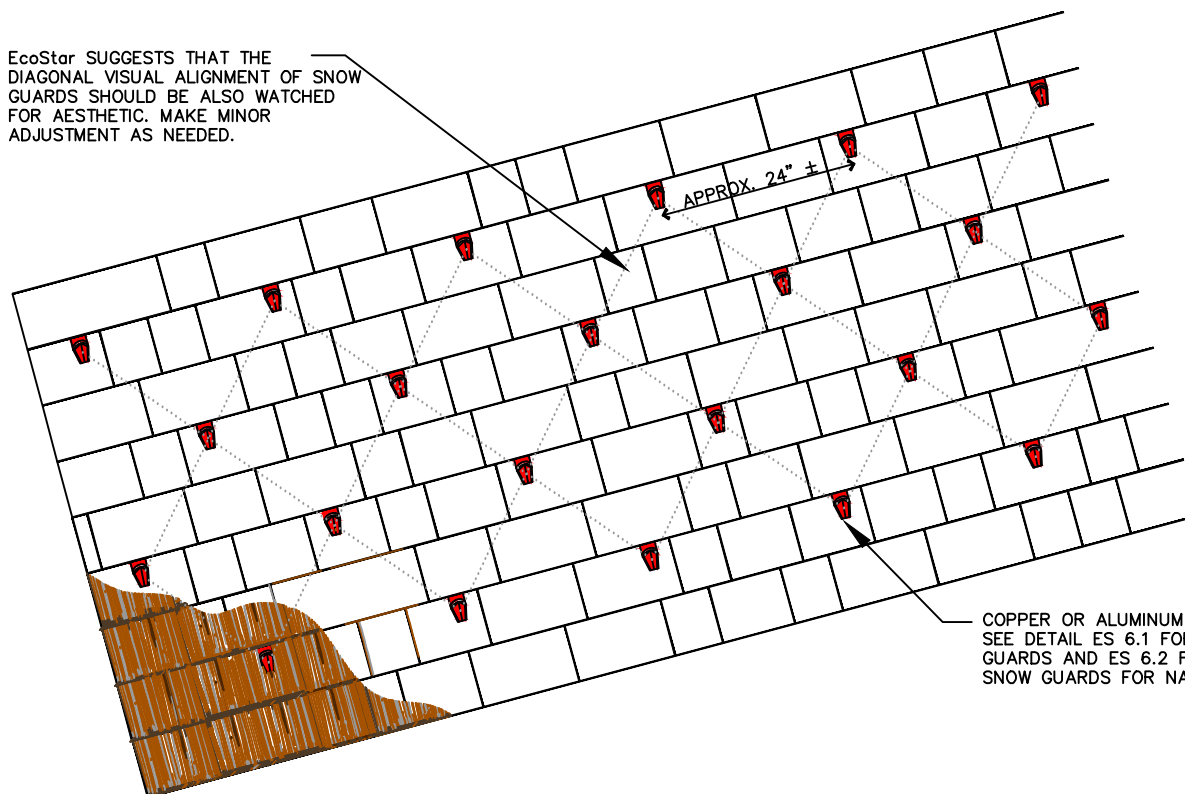 EcoStar SUGGESTS THAT THE
DIAGONAL VISUAL ALIGNMENT OF SNOW
GUARDS SHOULD BE ALSO WATCHED
FOR AESTHETIC. MAKE MINOR
ADJUSTMENT AS NEEDED.
APPROX. 24" ±
COPPER OR ALUMINUM
SEE DETAIL ES 6.1 FO
GUARDS AND ES 6.2 F
SNOW GUARDS FOR NA